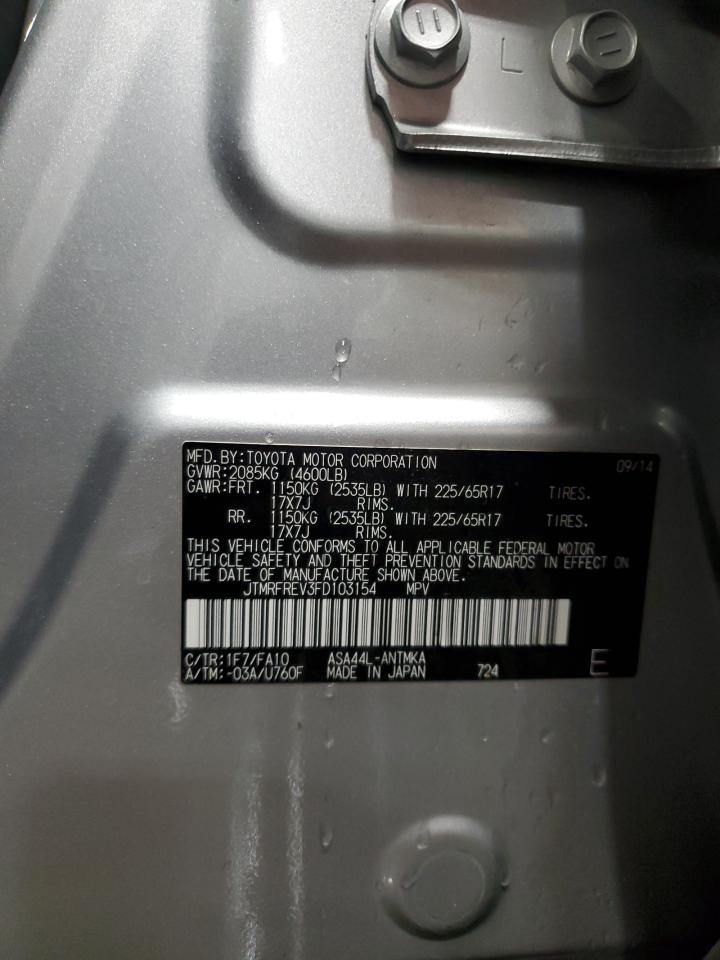 L
MFD.BY:TOYOTA MOTOR CORPORATION 09/14
GVWR:2085KG (4600LB)
GAWR:FRT. 1150KG (2535LB) WITH 225/65R17 TIRES.
17X7J RIMS.
RR. 1150KG (2535LB) WITH 225/65R17 TIRES.
17X7J RIMS.
THIS VEHICLE CONFORMS TO ALL APPLICABLE FEDERAL MOTOR
VEHICLE SAFETY AND THEFT PREVENTION STANDARDS IN EFFECT ON
THE DATE OF MANUFACTURE SHOWN ABOVE.
JTMRFREV3FD103154 MPV
C/TR:1F7/FA10 ASA44L-ANTMKA
A/TM:-03A/U760F MADE IN JAPAN 724 E